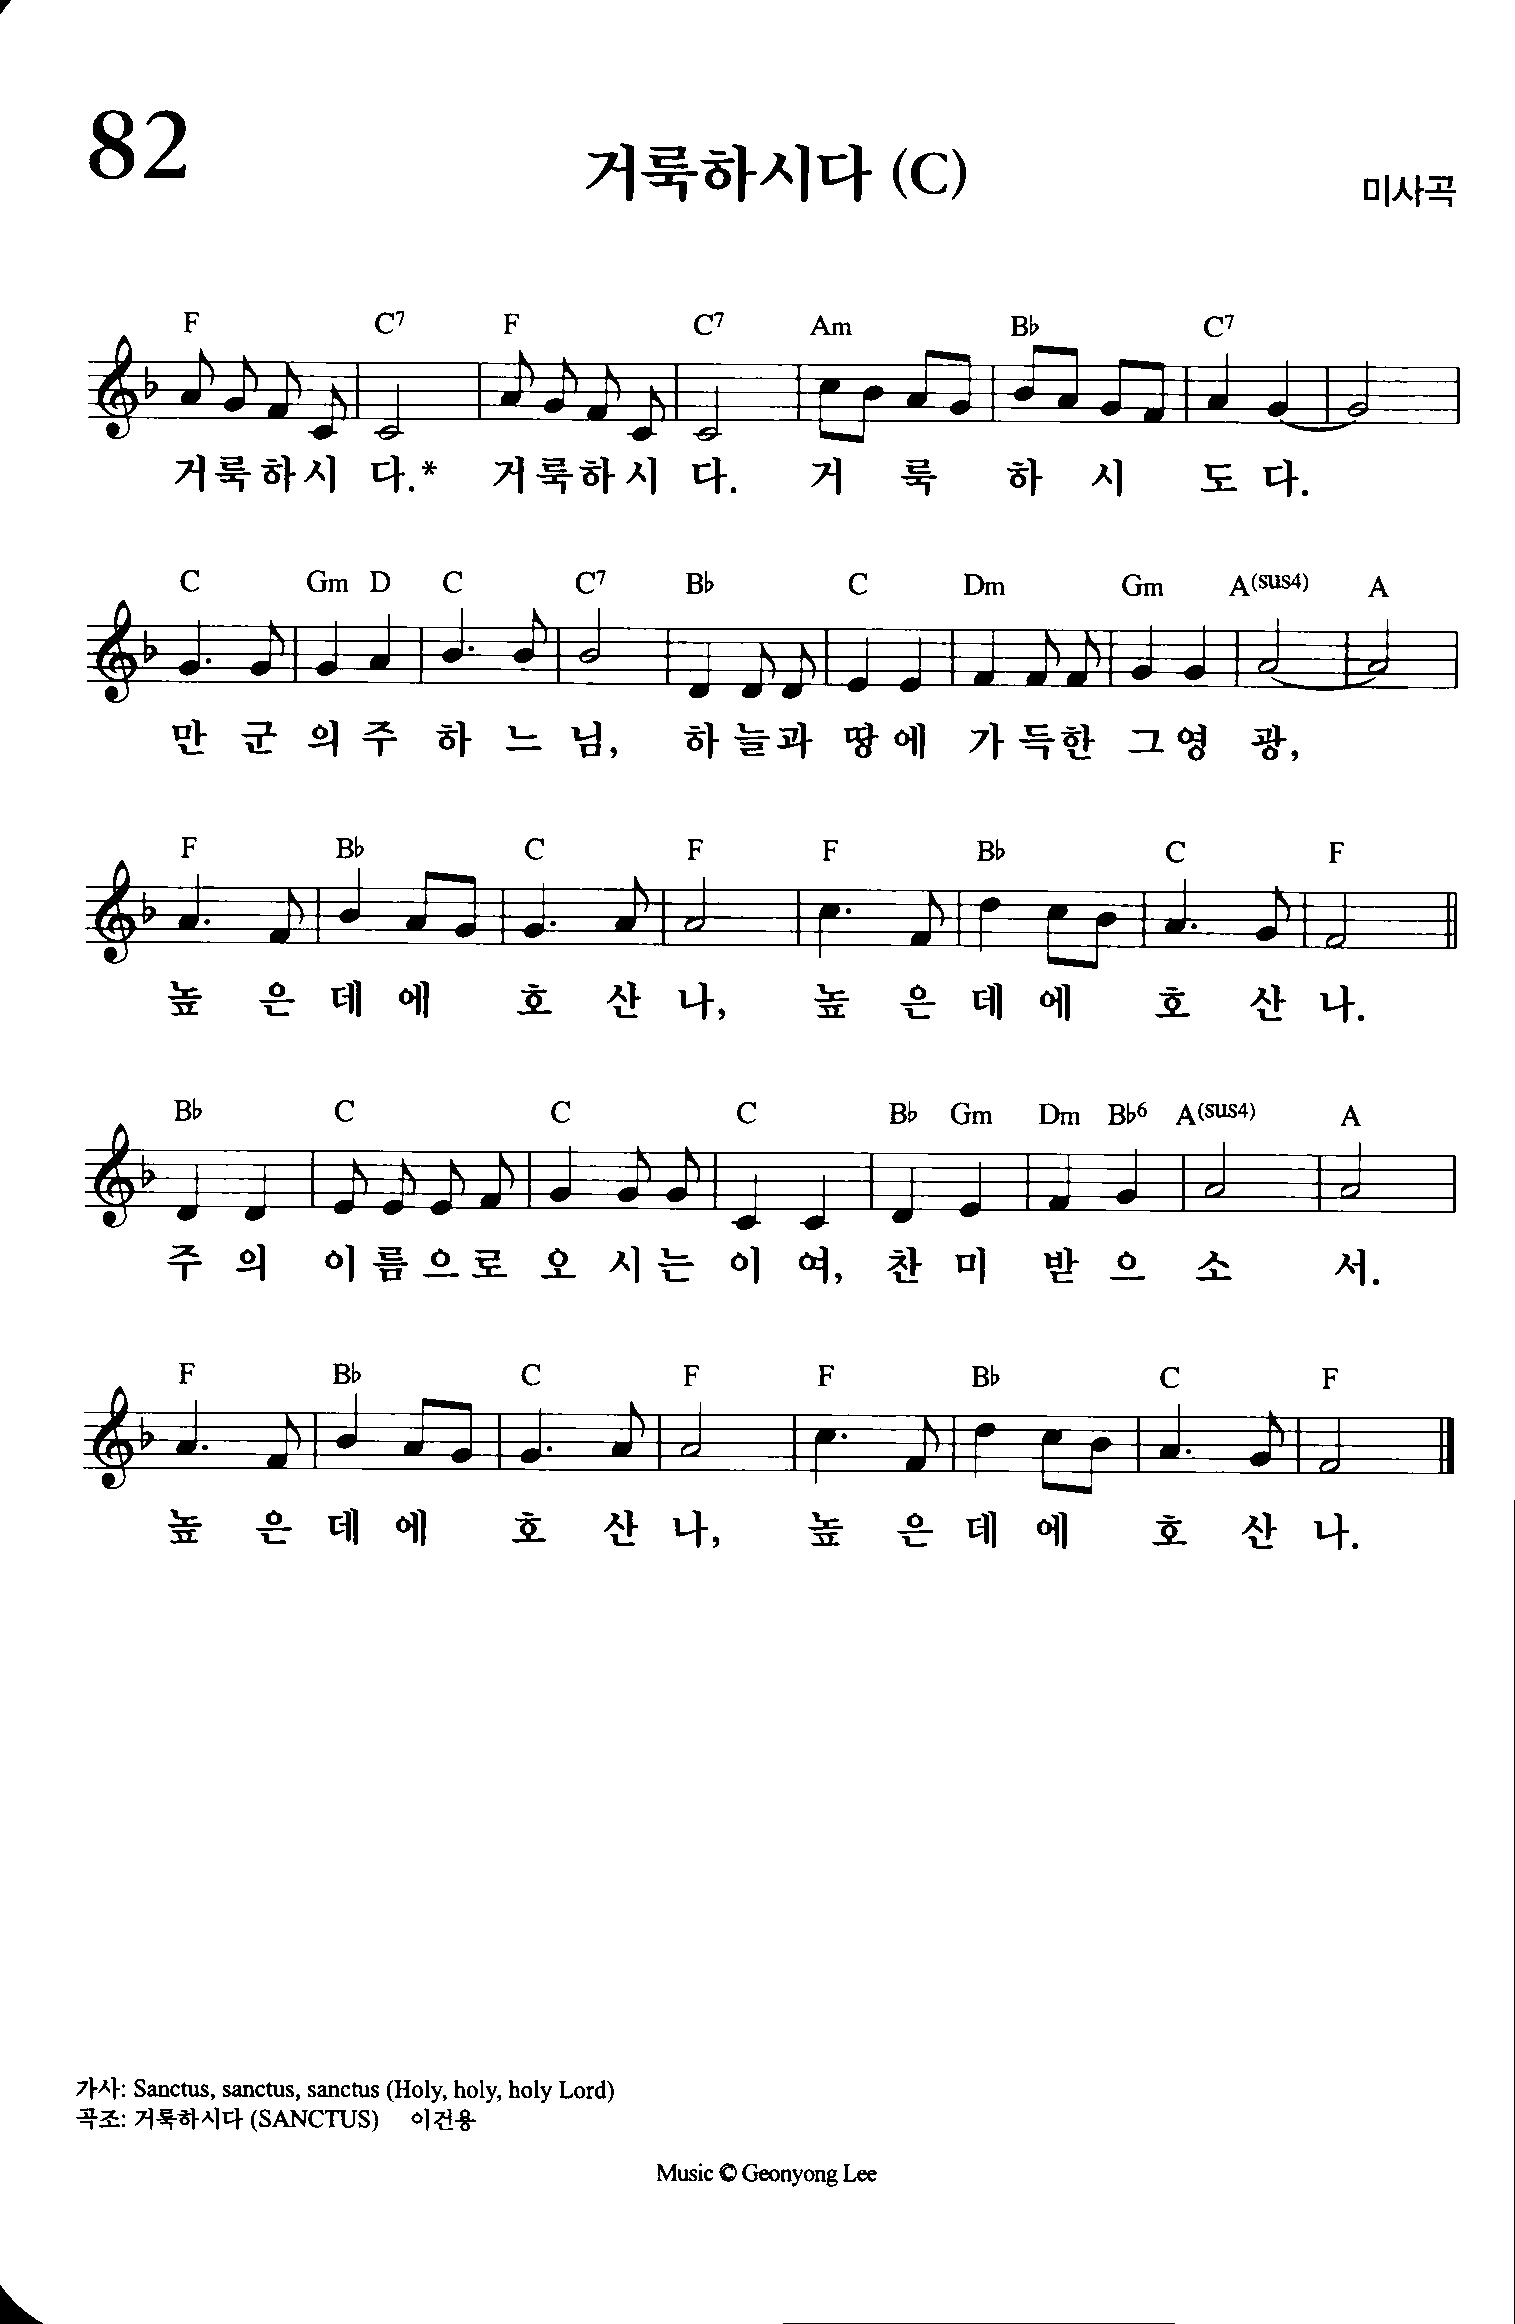 82
거룩하시다 (C)
미사곡
F C7 F C7 Am B♭ C7
거룩하시 다.* 거룩하시 다. 거 룩 하 시 도 다.
C Gm D C C7 B♭ C Dm Gm A(sus4) A
만 군 의 주 하 느 님, 하 늘과 땅에 가 득한 그영 광,
F B♭ C F F B♭ C F
높 은 데 에 호 산 나, 높 은 데 에 호 산 나.
B♭ C C C B♭ Gm Dm B♭6 A(sus4) A
주 의 이 름 으 로 오 시 는 이 여, 찬 미 받 으 소 서.
F B♭ C F F B♭ C F
높 은 데 에 호 산 나, 높 은 데 에 호 산 나.
가사: Sanctus, sanctus, sanctus (Holy, holy, holy Lord)
곡조: 거룩하시다 (SANCTUS) 이건용
Music © Geonyong Lee